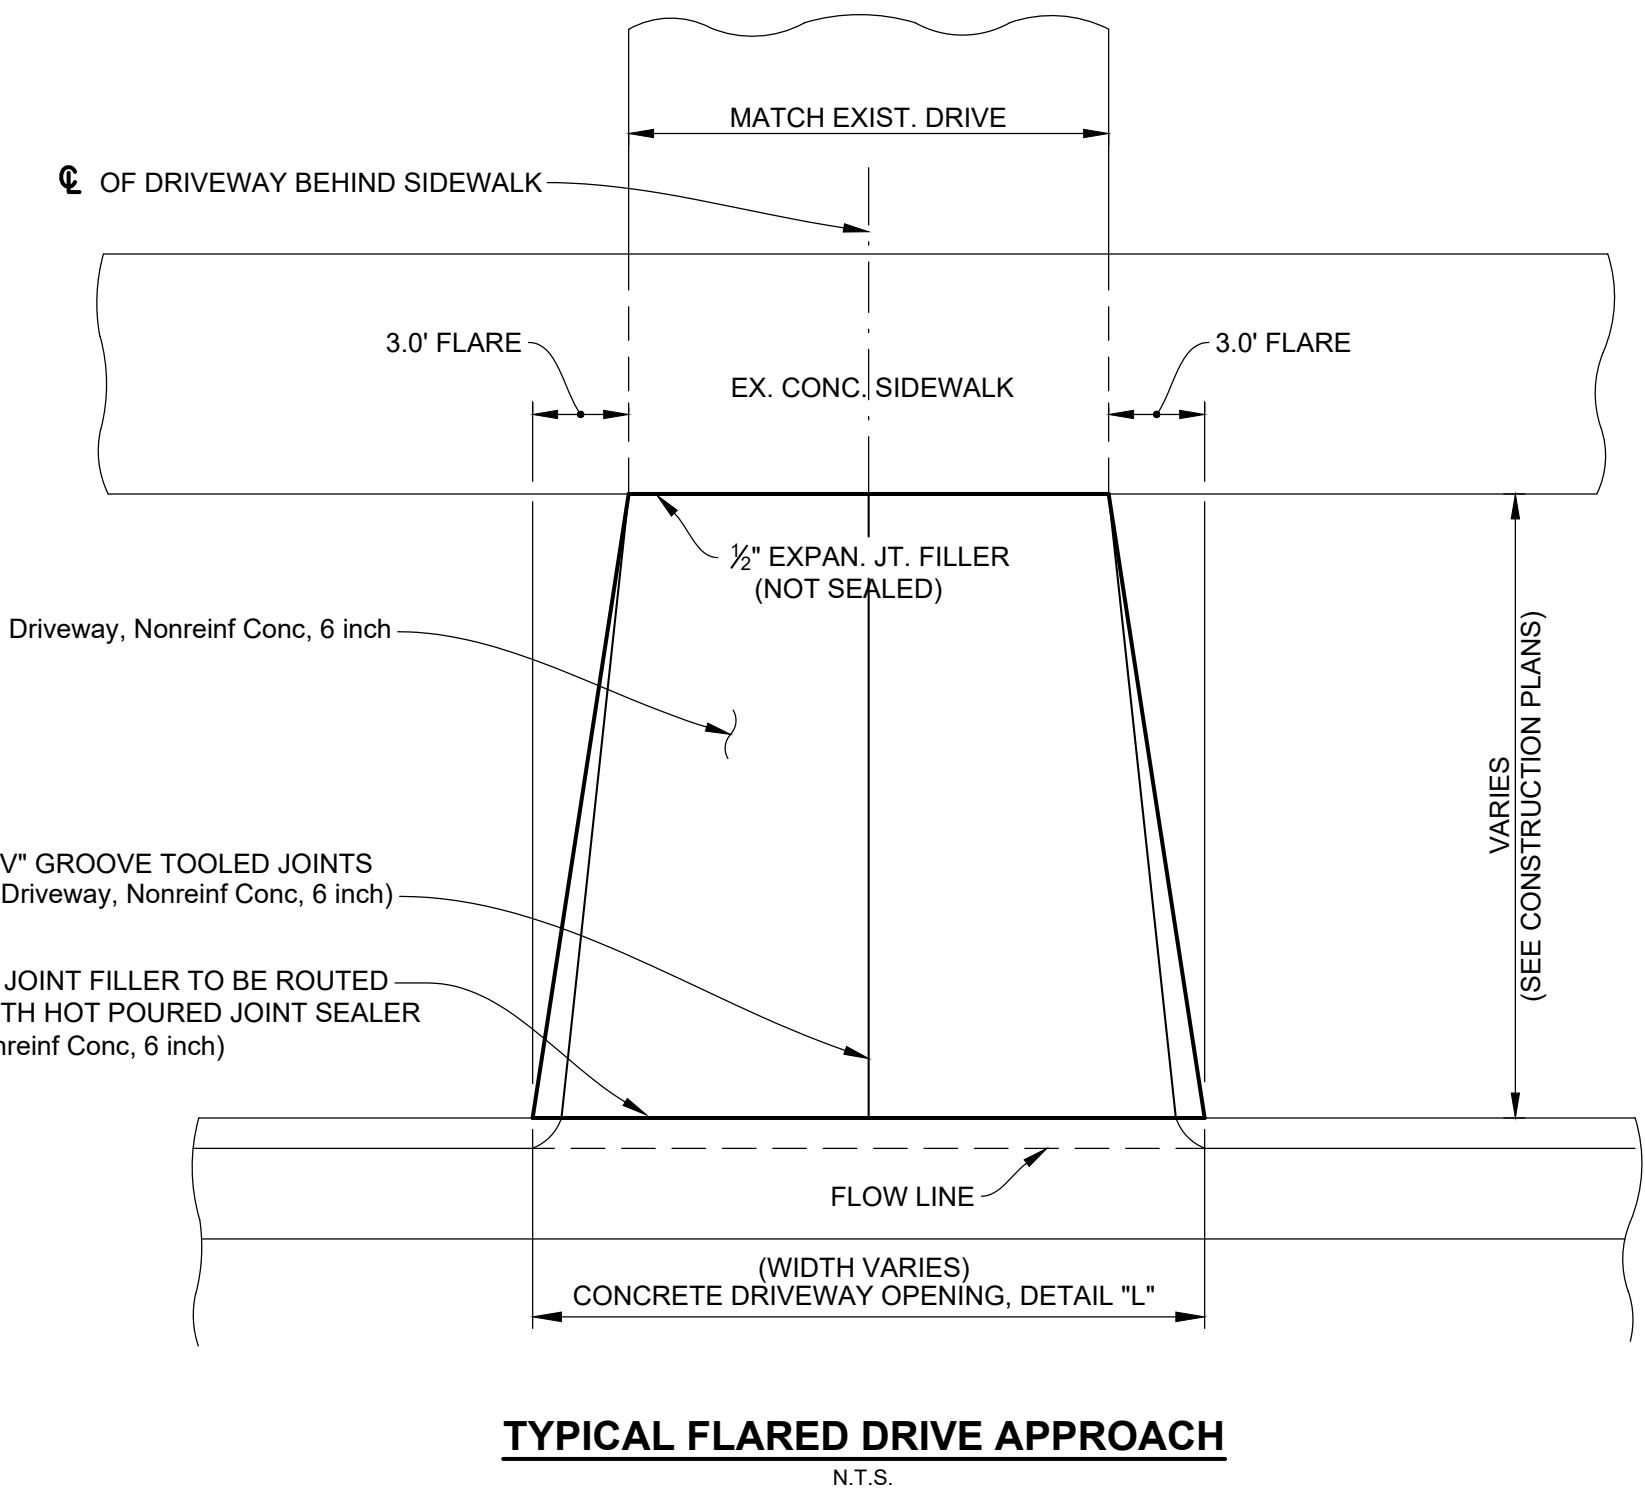 MATCH EXIST. DRIVE
℄ OF DRIVEWAY BEHIND SIDEWALK
3.0' FLARE
3.0' FLARE
EX. CONC. SIDEWALK
½" EXPAN. JT. FILLER
(NOT SEALED)
Driveway, Nonreinf Conc, 6 inch
VARIES
(SEE CONSTRUCTION PLANS)
V" GROOVE TOOLED JOINTS
Driveway, Nonreinf Conc, 6 inch)
JOINT FILLER TO BE ROUTED
HOT POURED JOINT SEALER
Conc, 6 inch)
FLOW LINE
(WIDTH VARIES)
CONCRETE DRIVEWAY OPENING, DETAIL "L"
TYPICAL FLARED DRIVE APPROACH
N.T.S.